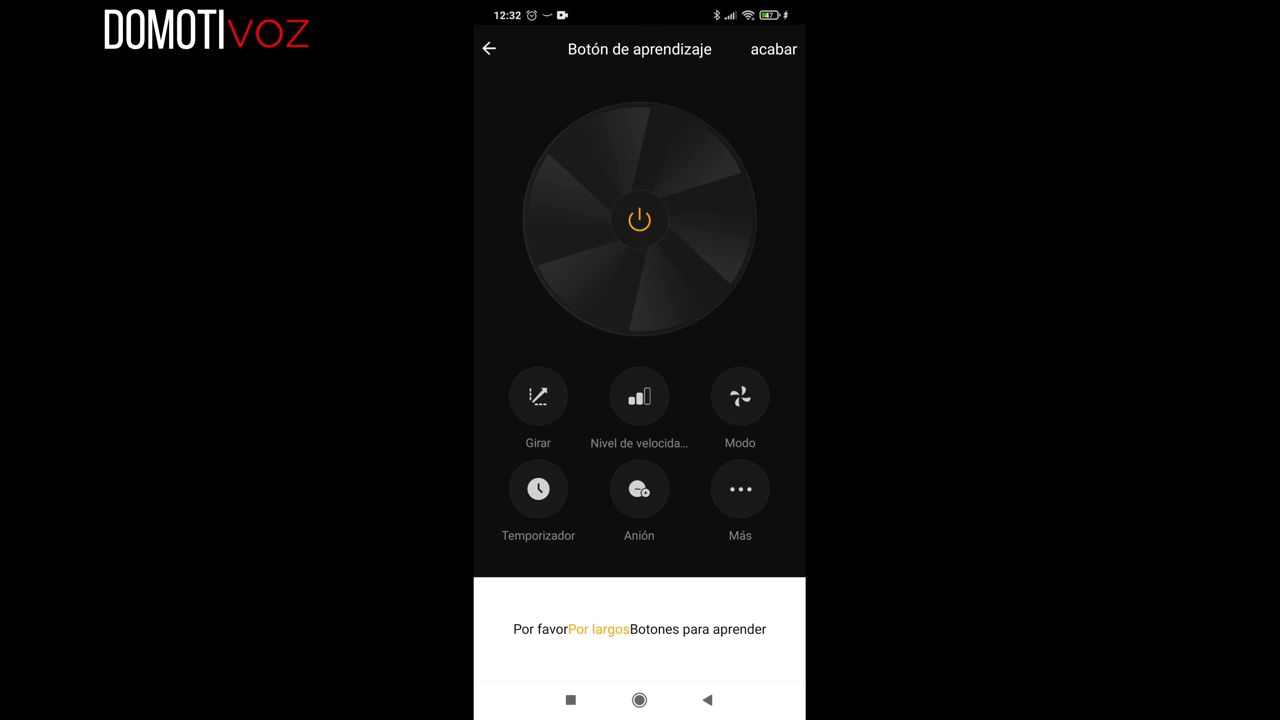 DOMOTIVOZ
12:32
47
Botón de aprendizaje
acabar
Girar
Nivel de velocida...
Modo
Temporizador
Anión
Más
Por favorPor largosBotones para aprender